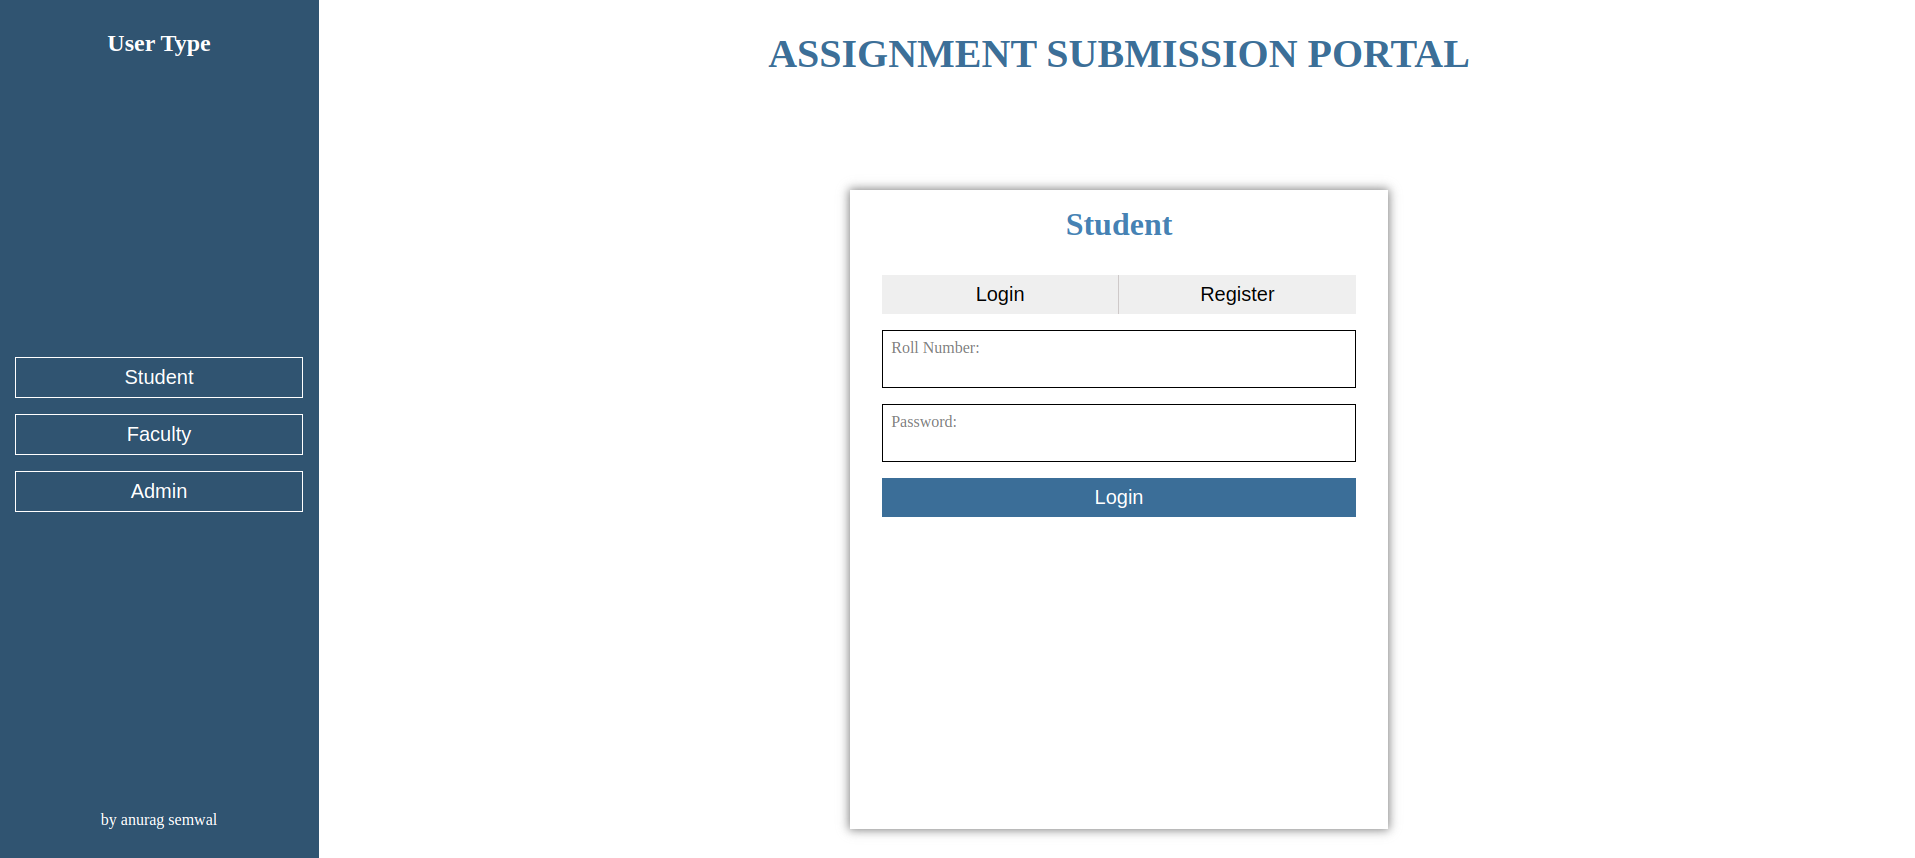 User Type
Student
Faculty
Admin
by anurag semwal
ASSIGNMENT SUBMISSION PORTAL
Student
Login Register
Roll Number:
Password:
Login